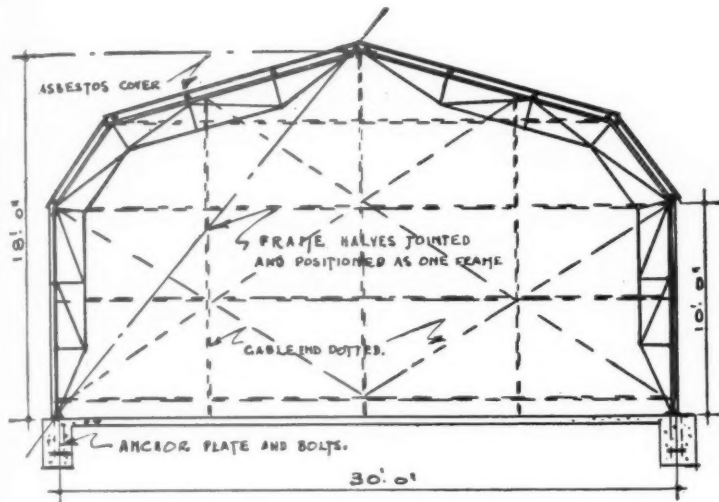 ASBESTOS COVER
18'. 0"
FRAME HALVES JOINTED
AND POSITIONED AS ONE FRAME
10'. 0"
GABLE END DOTTED.
ANCHOR PLATE AND BOLTS.
30'. 0"